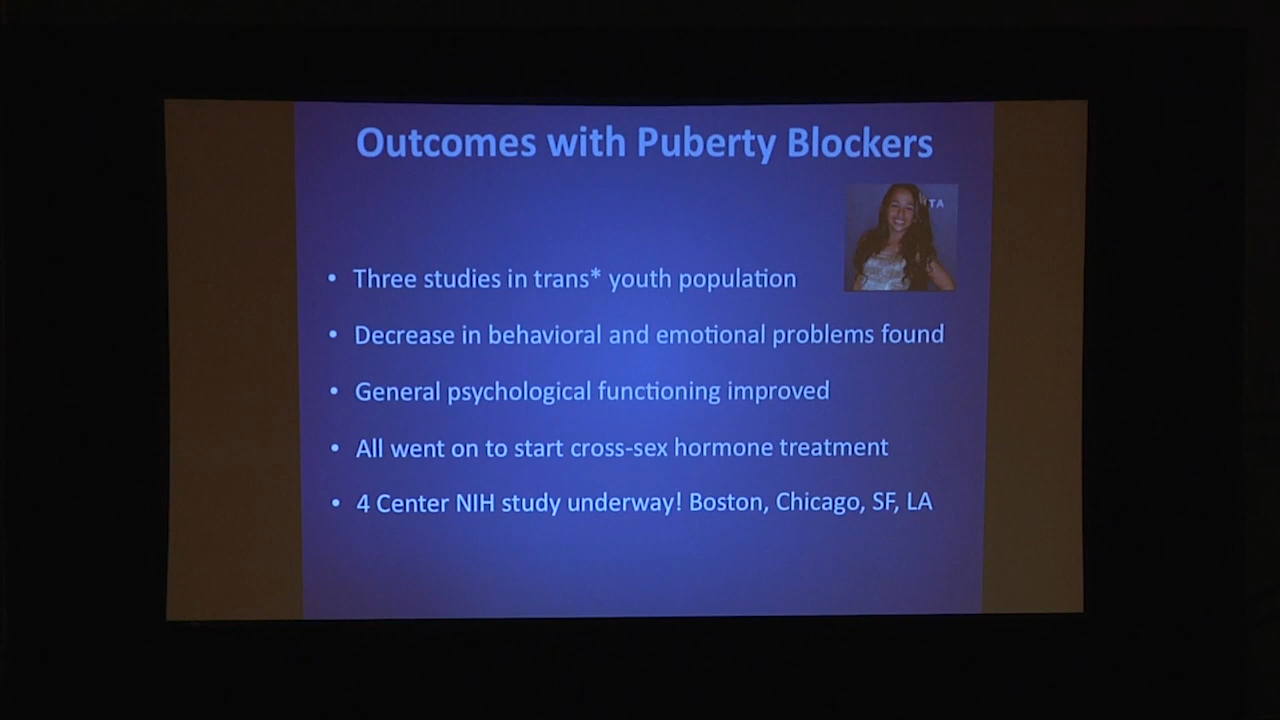 Outcomes with Puberty Blockers
TA
• Three studies in trans* youth population
• Decrease in behavioral and emotional problems found
• General psychological functioning improved
• All went on to start cross-sex hormone treatment
• 4 Center NIH study underway! Boston, Chicago, SF, LA